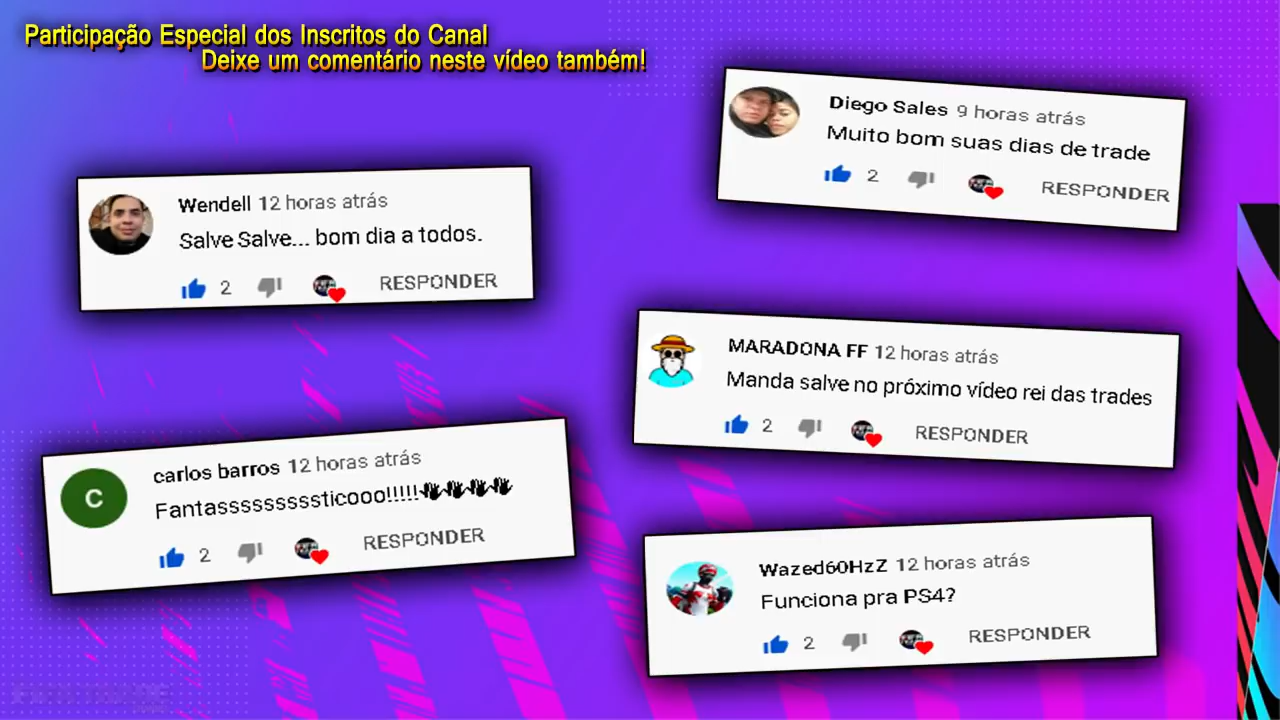 Participação Especial dos Inscritos do Canal
Deixe um comentário neste vídeo também!
Diego Sales 9 horas atrás
Muito bom suas dias de trade
2 RESPONDER
Wendell 12 horas atrás
Salve Salve... bom dia a todos.
2 RESPONDER
MARADONA FF 12 horas atrás
Manda salve no próximo vídeo rei das trades
2 RESPONDER
C
carlos barros 12 horas atrás
Fantasssssssssticooo!!!!!👋👋👋👋
2 RESPONDER
Wazed60HzZ 12 horas atrás
Funciona pra PS4?
2 RESPONDER